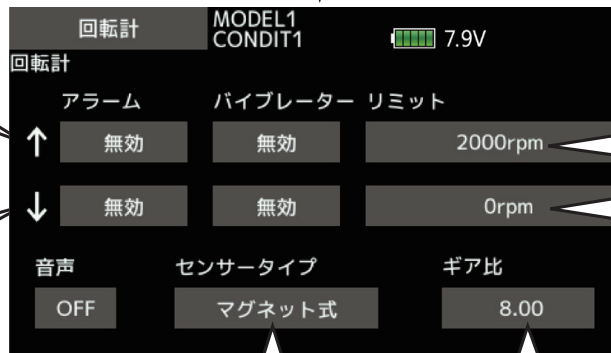 回転計 MODEL1
CONDIT1 7.9V
回転計
アラーム バイブレーター リミット
↑ 無効 無効 2000rpm
↓ 無効 無効 0rpm
音声 センサータイプ ギア比
OFF マグネット式 8.00